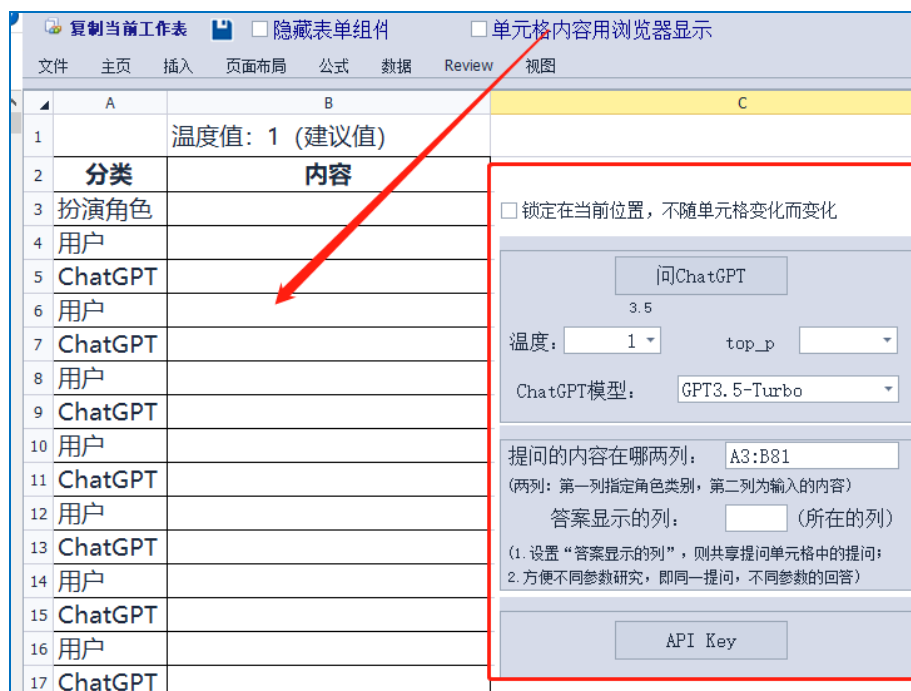 复制当前工作表 隐藏表单组件 单元格内容用浏览器显示
文件 主页 插入 页面布局 公式 数据 Review 视图
A B C
1 温度值：1（建议值）
2 分类 内容
3 扮演角色
锁定在当前位置，不随单元格变化而变化
4 用户
5 ChatGPT
问ChatGPT
6 用户
3.5
7 ChatGPT
温度： 1 top_p
8 用户
ChatGPT模型： GPT3.5-Turbo
9 ChatGPT
10 用户
提问的内容在哪两列： A3:B81
11 ChatGPT
(两列：第一列指定角色类别，第二列为输入的内容)
12 用户
答案显示的列： (所在的列)
13 ChatGPT
(1.设置“答案显示的列”，则共享提问单元格中的提问；
14 用户
2.方便不同参数研究，即同一提问，不同参数的回答)
15 ChatGPT
16 用户
API Key
17 ChatGPT